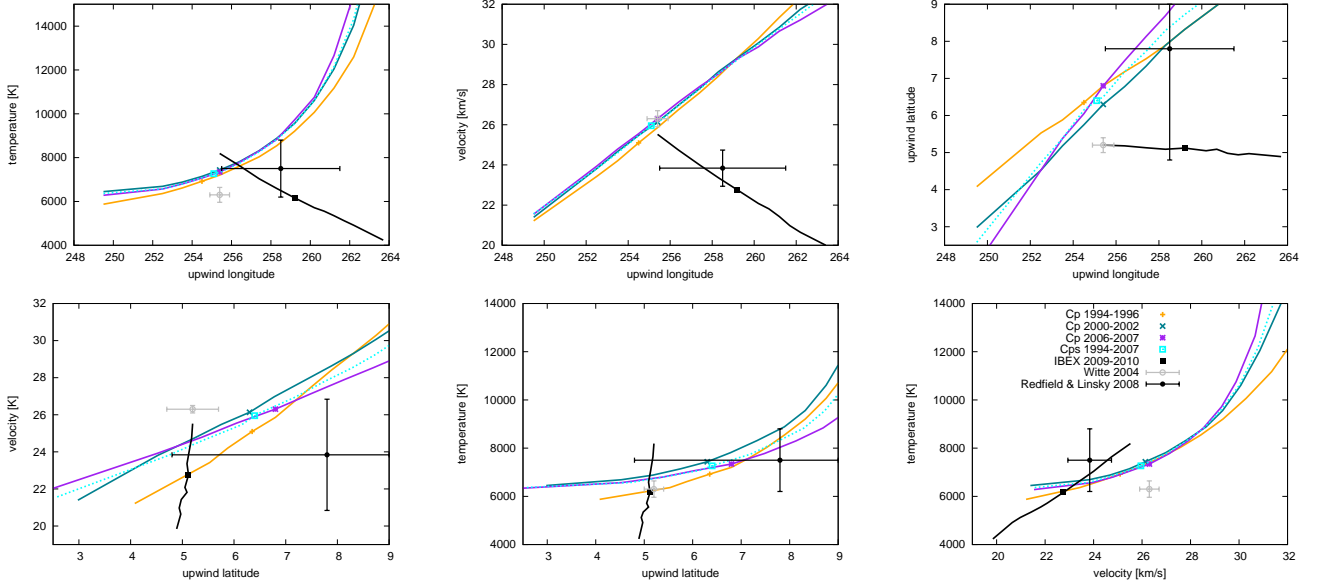 14000
12000
10000
8000
6000
4000
248 250 252 254 256 258 260 262 264
temperature [K]
upwind longitude
32
30
28
26
24
22
20
248 250 252 254 256 258 260 262 264
velocity [km/s]
upwind longitude
9
8
7
6
5
4
3
248 250 252 254 256 258 260 262 264
upwind latitude
upwind longitude
32
30
28
26
24
22
20
3 4 5 6 7 8 9
velocity [K]
upwind latitude
14000
12000
10000
8000
6000
4000
3 4 5 6 7 8 9
temperature [K]
upwind latitude
14000
12000
10000
8000
6000
4000
20 22 24 26 28 30 32
temperature [K]
velocity [km/s]
Cp 1994-1996
Cp 2000-2002
Cp 2006-2007
Cps 1994-2007
IBEX 2009-2010
Witte 2004
Redfield & Linsky 2008